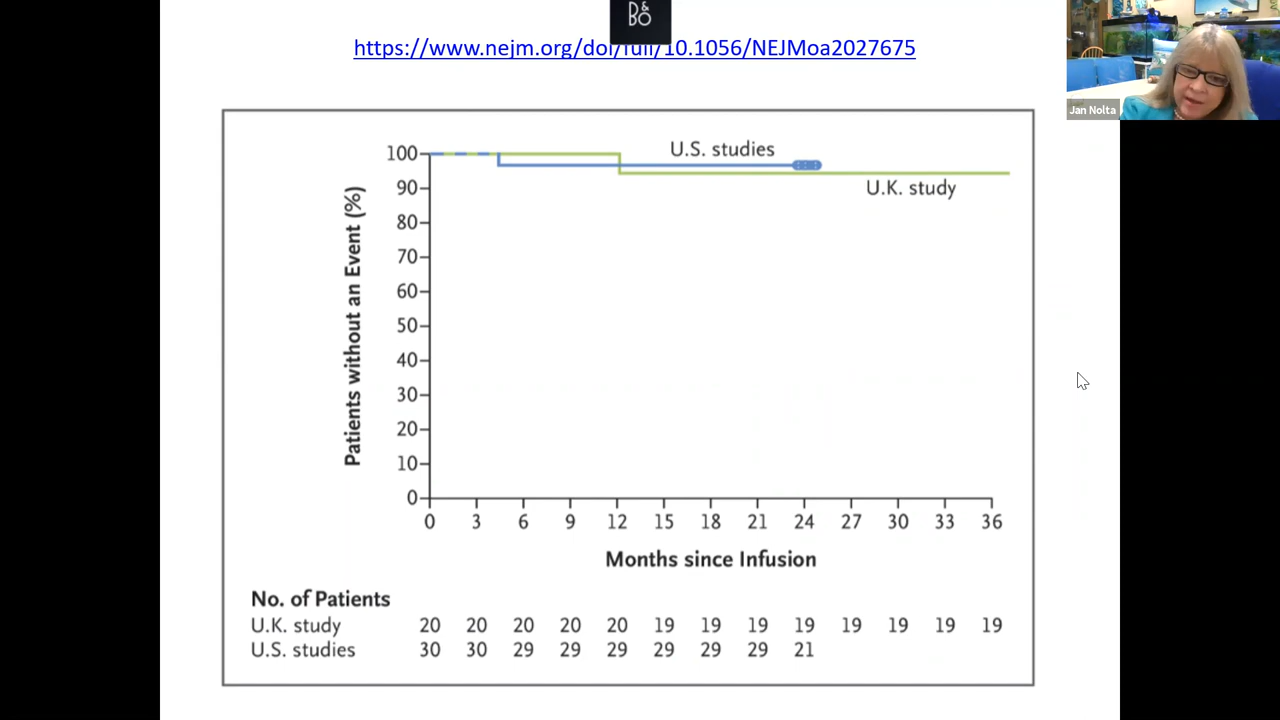 B&
BO
https://www.nejm.org/doi/full/10.1056/NEJMoa2027675
Jan Nolta
Patients without an Event (%)
100
90
80
70
60
50
40
30
20
10
0
U.S. studies
U.K. study
0 3 6 9 12 15 18 21 24 27 30 33 36
Months since Infusion
No. of Patients
U.K. study 20 20 20 20 20 19 19 19 19 19 19 19 19
U.S. studies 30 30 29 29 29 29 29 29 21